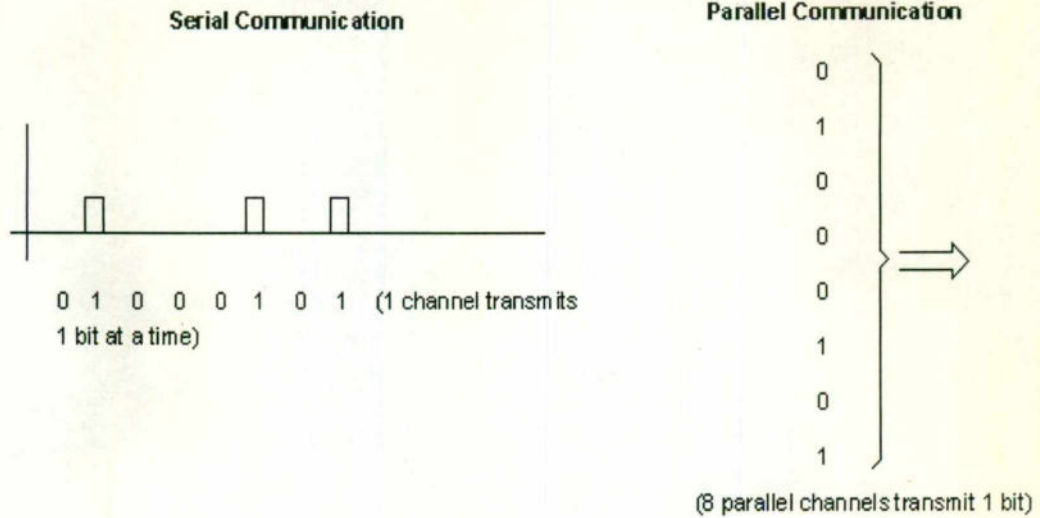 Serial Communication
0 1 0 0 0 1 0 1 (1 channel transmits
1 bit at a time)
Parallel Communication
0
1
0
0
0
1
0
1
(8 parallel channels transmit 1 bit)